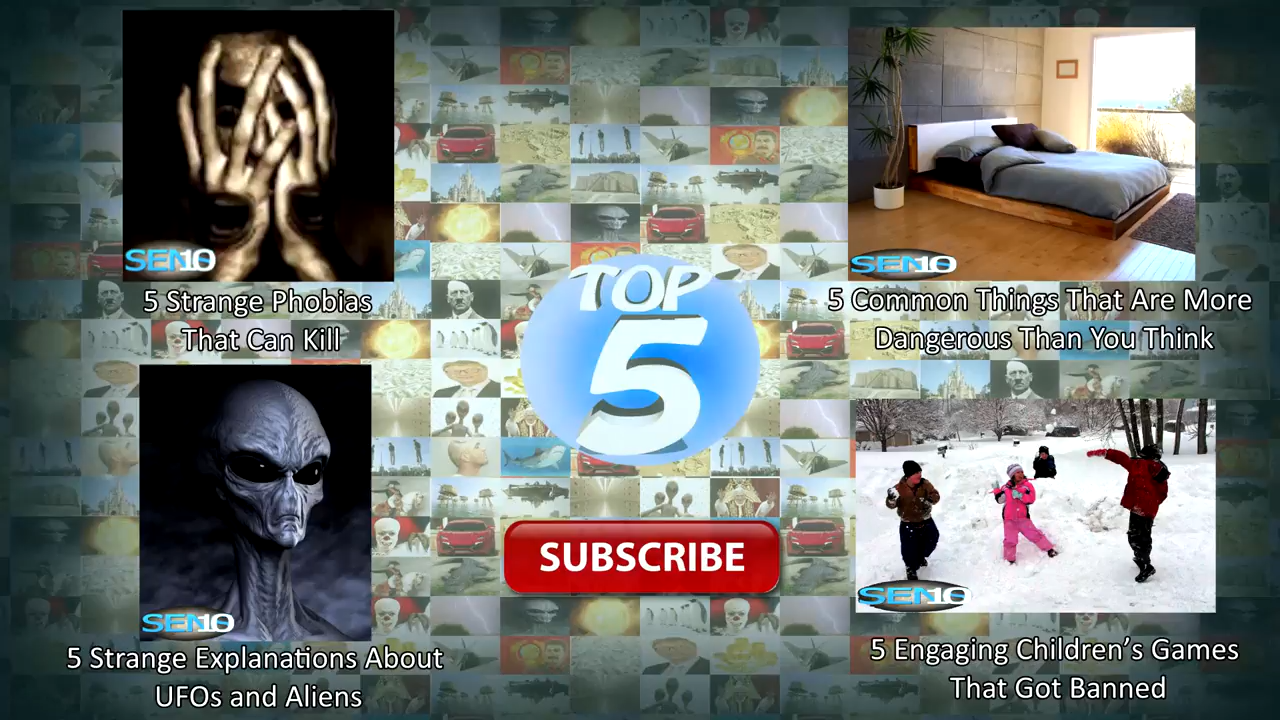 SEN10
5 Strange Phobias
That Can Kill
SEN10
5 Common Things That Are More
Dangerous Than You Think
TOP
5
SUBSCRIBE
SEN10
5 Strange Explanations About
UFOs and Aliens
SEN10
5 Engaging Children’s Games
That Got Banned